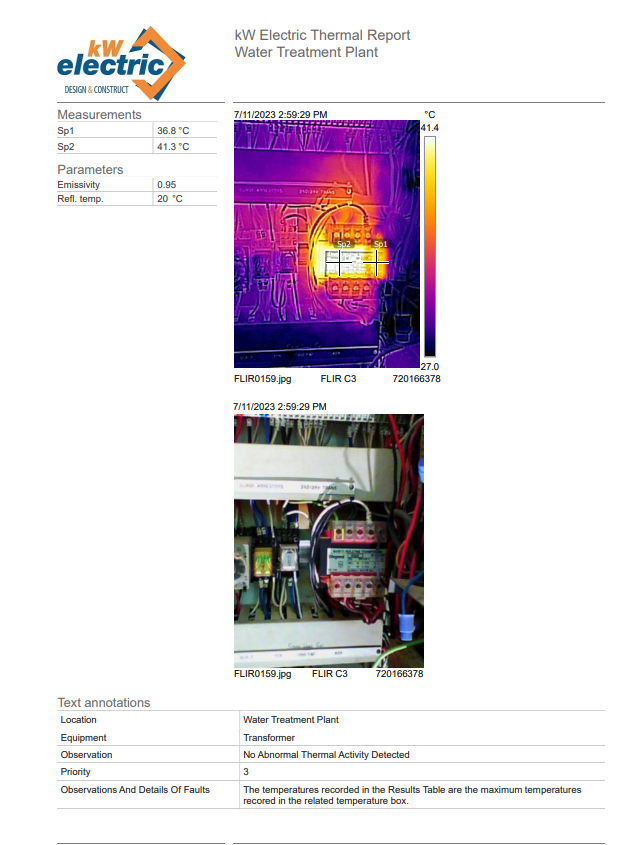 kW
electric
DESIGN & CONSTRUCT
kW Electric Thermal Report
Water Treatment Plant
Measurements
Sp1 36.8 °C
Sp2 41.3 °C
Parameters
Emissivity 0.95
Refl. temp. 20 °C
7/11/2023 2:59:29 PM °C
41.4
Sp2 Sp1
27.0
FLIR0159.jpg FLIR C3 720166378
7/11/2023 2:59:29 PM
FLIR0159.jpg FLIR C3 720166378
Text annotations
Location Water Treatment Plant
Equipment Transformer
Observation No Abnormal Thermal Activity Detected
Priority 3
Observations And Details Of Faults The temperatures recorded in the Results Table are the maximum temperatures
recored in the related temperature box.